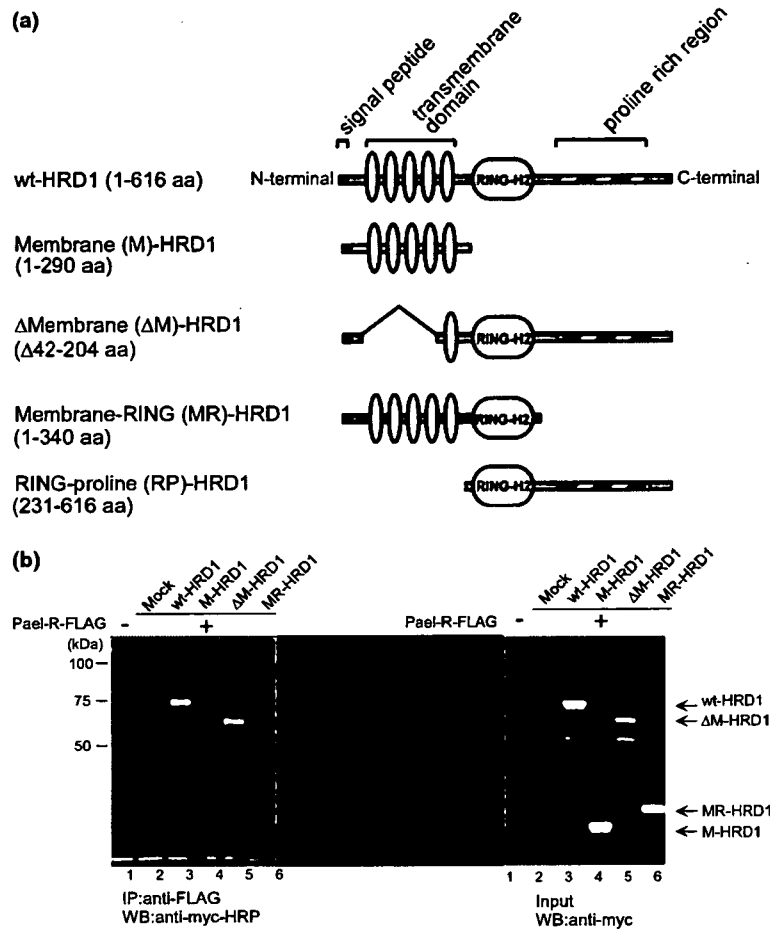 (a)
signal peptide
transmembrane
domain
proline rich region
wt-HRD1 (1-616 aa)
N-terminal
RING-H2
C-terminal
Membrane (M)-HRD1
(1-290 aa)
ΔMembrane (ΔM)-HRD1
(Δ42-204 aa)
RING-H2
Membrane-RING (MR)-HRD1
(1-340 aa)
RING-H2
RING-proline (RP)-HRD1
(231-616 aa)
RING-H2
(b)
Mock
wt-HRD1
M-HRD1
ΔM-HRD1
MR-HRD1
Pael-R-FLAG - +
(kDa)
100
75
50
1 2 3 4 5 6
IP:anti-FLAG
WB:anti-myc-HRP
Mock
wt-HRD1
M-HRD1
ΔM-HRD1
MR-HRD1
Pael-R-FLAG - +
wt-HRD1
ΔM-HRD1
MR-HRD1
M-HRD1
1 2 3 4 5 6
Input
WB:anti-myc